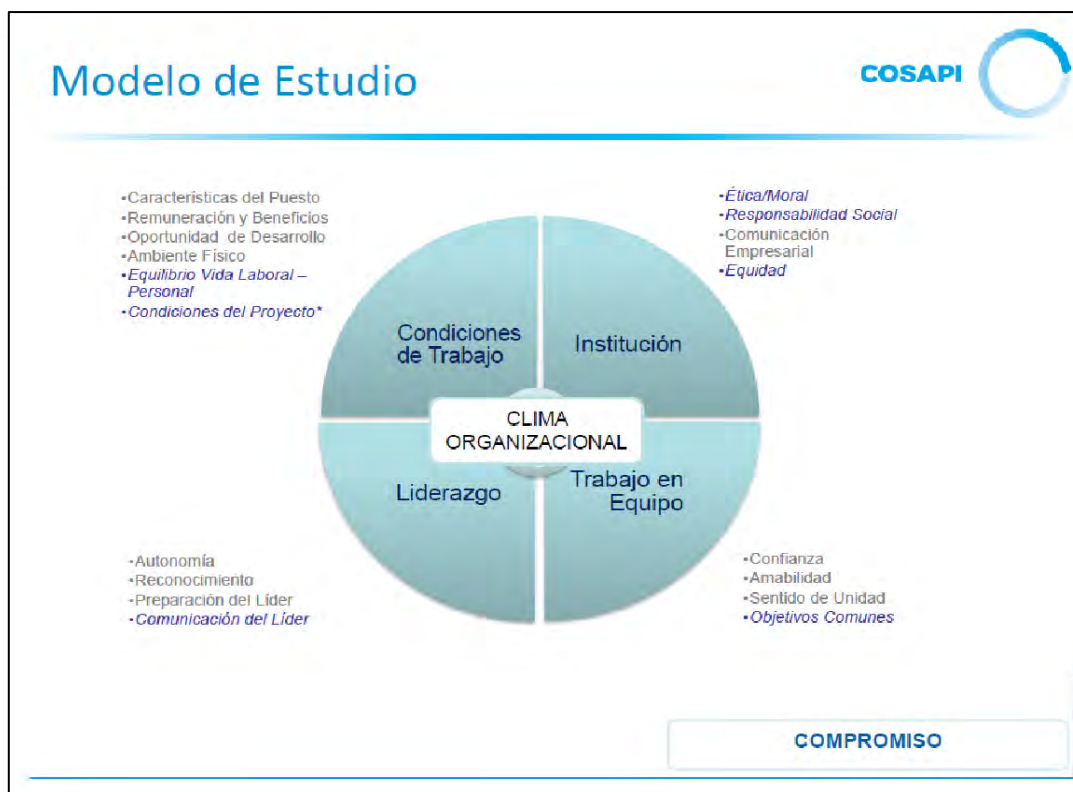 Modelo de Estudio
COSAPI
•Características del Puesto
•Remuneración y Beneficios
•Oportunidad de Desarrollo
•Ambiente Físico
•Equilibrio Vida Laboral –
Personal
•Condiciones del Proyecto*
•Ética/Moral
•Responsabilidad Social
•Comunicación
Empresarial
•Equidad
Condiciones
de Trabajo
Institución
CLIMA
ORGANIZACIONAL
Liderazgo
Trabajo en
Equipo
•Autonomía
•Reconocimiento
•Preparación del Líder
•Comunicación del Líder
•Confianza
•Amabilidad
•Sentido de Unidad
•Objetivos Comunes
COMPROMISO